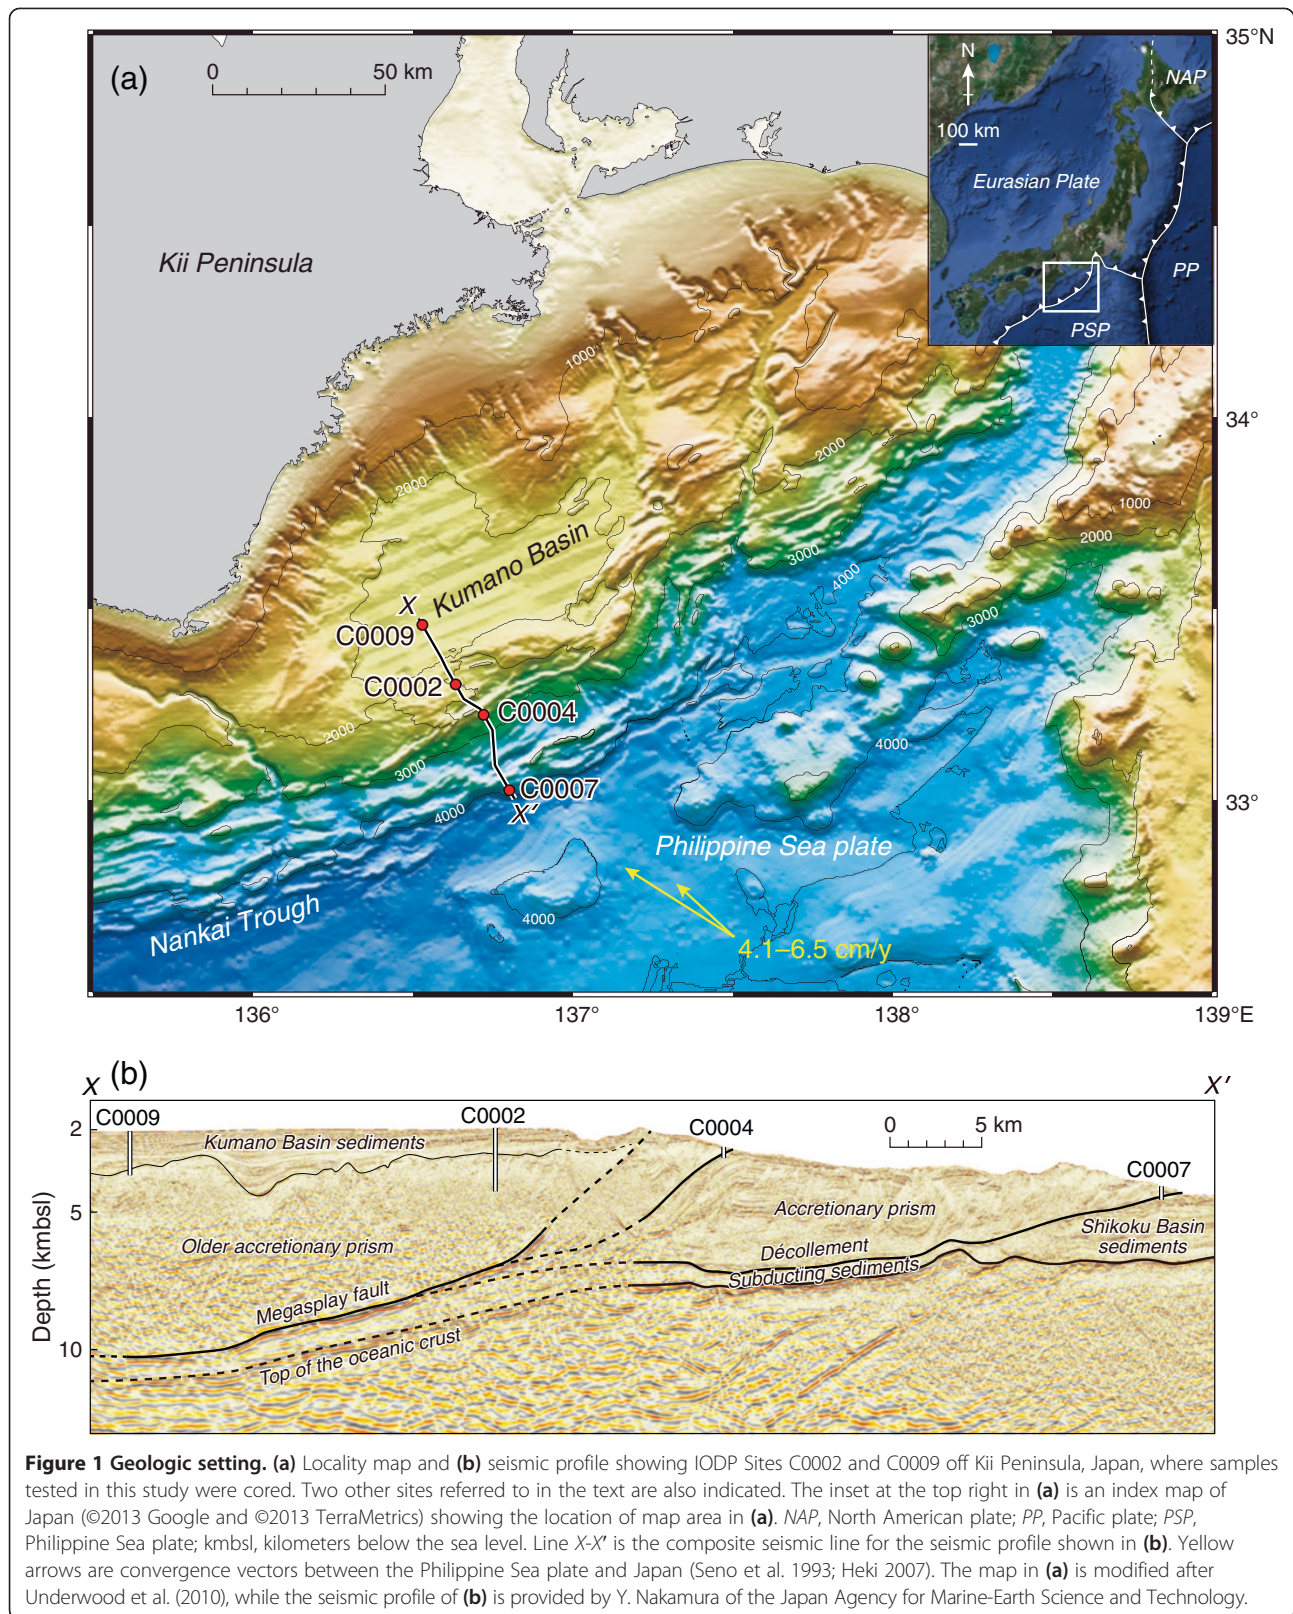 (a)
0 50 km
35°N
N
NAP
100 km
Eurasian Plate
PP
PSP
Kii Peninsula
1000
34°
2000
2000
1000
2000
3000
4000
3000
Kumano Basin
X
C0009
C0002
C0004
2000
3000
4000
C0007
X'
4000
33°
Philippine Sea plate
4000
Nankai Trough
4.1–6.5 cm/y
136°
137°
138°
139°E
(b)
X
X'
C0009
C0002
C0004
0 5 km
C0007
2
Kumano Basin sediments
5
Accretionary prism
Shikoku Basin
sediments
Older accretionary prism
Décollement
Subducting sediments
Megasplay fault
10
Top of the oceanic crust
Depth (kmbsl)
Figure 1 Geologic setting. (a) Locality map and (b) seismic profile showing IODP Sites C0002 and C0009 off Kii Peninsula, Japan, where samples
tested in this study were cored. Two other sites referred to in the text are also indicated. The inset at the top right in (a) is an index map of
Japan (©2013 Google and ©2013 TerraMetrics) showing the location of map area in (a). NAP, North American plate; PP, Pacific plate; PSP,
Philippine Sea plate; kmbsl, kilometers below the sea level. Line X-X' is the composite seismic line for the seismic profile shown in (b). Yellow
arrows are convergence vectors between the Philippine Sea plate and Japan (Seno et al. 1993; Heki 2007). The map in (a) is modified after
Underwood et al. (2010), while the seismic profile of (b) is provided by Y. Nakamura of the Japan Agency for Marine-Earth Science and Technology.